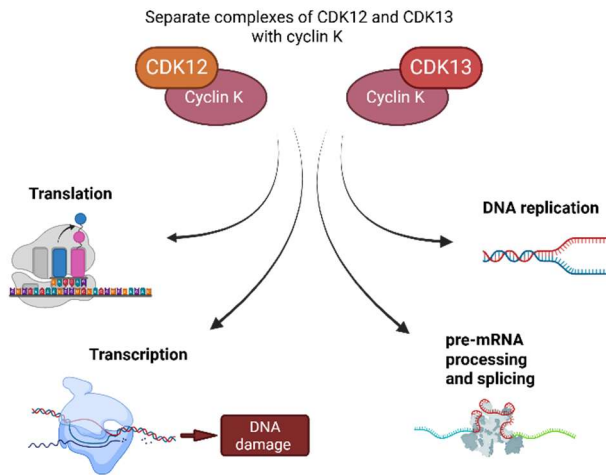 Separate complexes of CDK12 and CDK13
with cyclin K
CDK12
Cyclin K
CDK13
Cyclin K
Translation
DNA replication
Transcription
DNA
damage
pre-mRNA
processing
and splicing